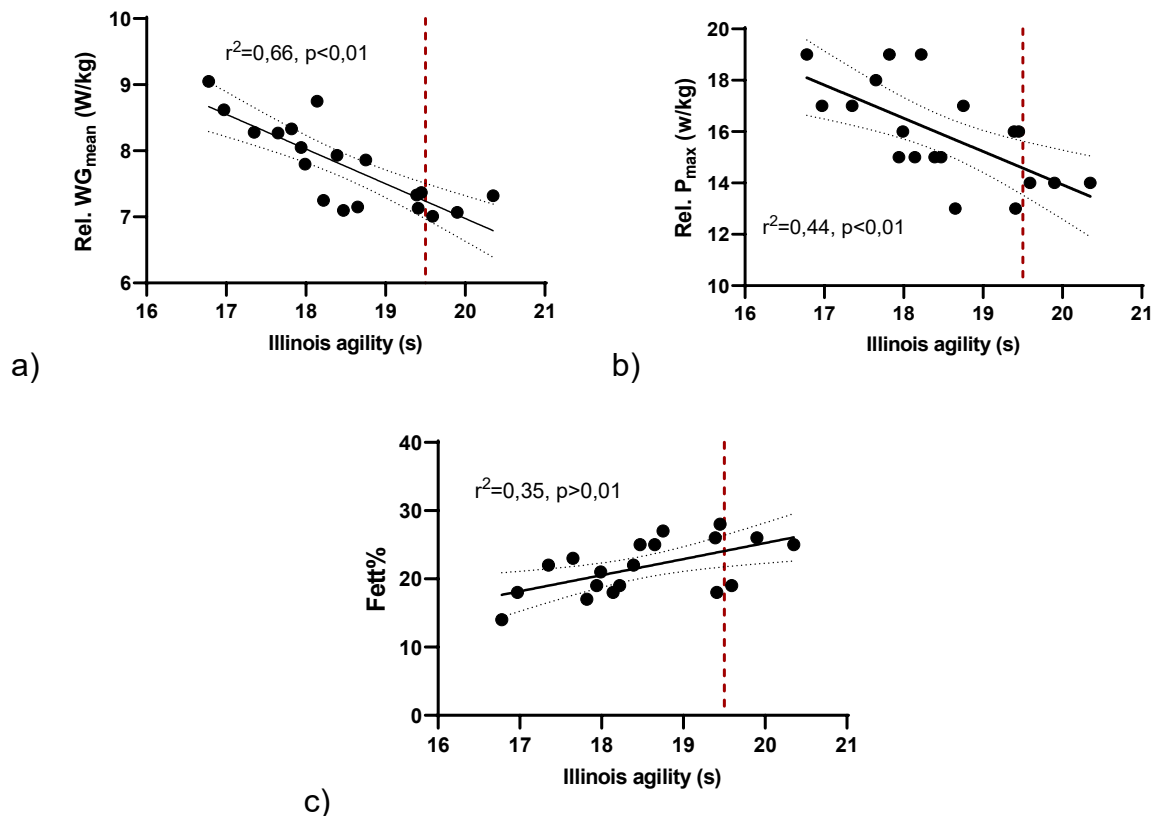 10
9
8
7
6
Rel. WGmean (W/kg)
r²=0,66, p<0,01
16 17 18 19 20 21
Illinois agility (s)
a)
20
18
16
14
12
10
Rel. Pmax (w/kg)
r²=0,44, p<0,01
16 17 18 19 20 21
Illinois agility (s)
b)
40
30
20
10
0
Fett%
r²=0,35, p>0,01
16 17 18 19 20 21
Illinois agility (s)
c)